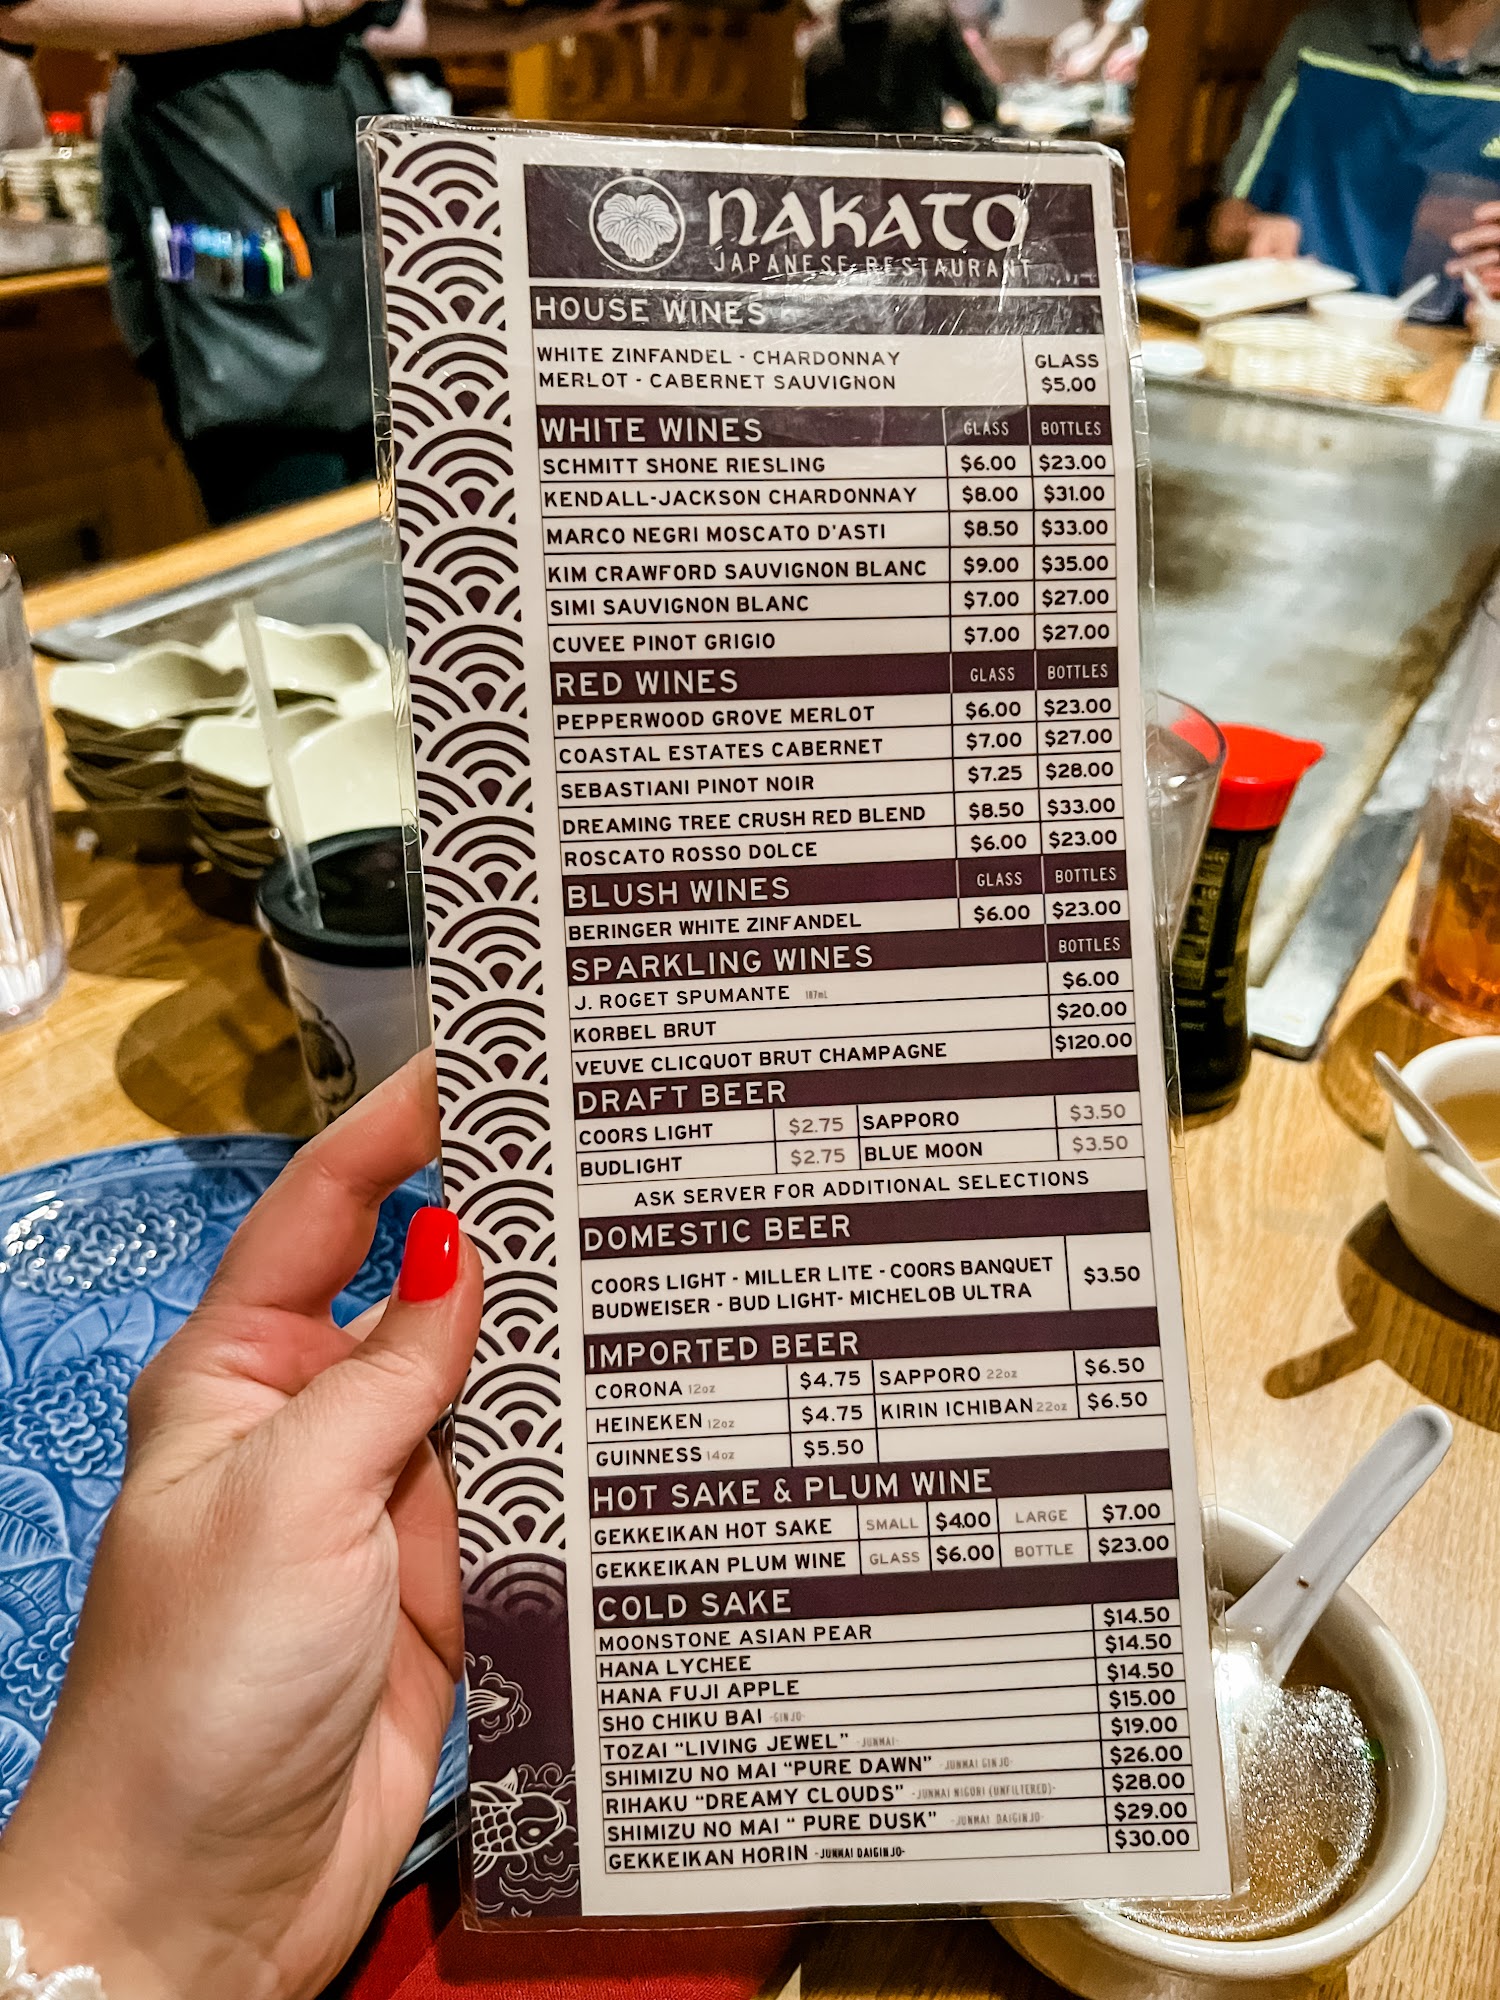 NAKATO
JAPANESE RESTAURANT
HOUSE WINES
WHITE ZINFANDEL - CHARDONNAY
MERLOT - CABERNET SAUVIGNON
GLASS
$5.00
WHITE WINES GLASS BOTTLES
SCHMITT SHONE RIESLING $6.00 $23.00
KENDALL-JACKSON CHARDONNAY $8.00 $31.00
MARCO NEGRI MOSCATO D'ASTI $8.50 $33.00
KIM CRAWFORD SAUVIGNON BLANC $9.00 $35.00
SIMI SAUVIGNON BLANC $7.00 $27.00
CUVEE PINOT GRIGIO $7.00 $27.00
RED WINES GLASS BOTTLES
PEPPERWOOD GROVE MERLOT $6.00 $23.00
COASTAL ESTATES CABERNET $7.00 $27.00
SEBASTIANI PINOT NOIR $7.25 $28.00
DREAMING TREE CRUSH RED BLEND $8.50 $33.00
ROSCATO ROSSO DOLCE $6.00 $23.00
BLUSH WINES GLASS BOTTLES
BERINGER WHITE ZINFANDEL $6.00 $23.00
SPARKLING WINES BOTTLES
J. ROGET SPUMANTE 187mL $6.00
KORBEL BRUT $20.00
VEUVE CLICQUOT BRUT CHAMPAGNE $120.00
DRAFT BEER
COORS LIGHT $2.75 SAPPORO $3.50
BUDLIGHT $2.75 BLUE MOON $3.50
ASK SERVER FOR ADDITIONAL SELECTIONS
DOMESTIC BEER
COORS LIGHT - MILLER LITE - COORS BANQUET
BUDWEISER - BUD LIGHT- MICHELOB ULTRA
$3.50
IMPORTED BEER
CORONA 12oz $4.75 SAPPORO 22oz $6.50
HEINEKEN 12oz $4.75 KIRIN ICHIBAN 22oz $6.50
GUINNESS 14oz $5.50
HOT SAKE & PLUM WINE
GEKKEIKAN HOT SAKE SMALL $4.00 LARGE $7.00
GEKKEIKAN PLUM WINE GLASS $6.00 BOTTLE $23.00
COLD SAKE
MOONSTONE ASIAN PEAR $14.50
HANA LYCHEE $14.50
HANA FUJI APPLE $14.50
SHO CHIKU BAI -GINJO- $15.00
TOZAI “LIVING JEWEL” -JUNMAI- $19.00
SHIMIZU NO MAI “PURE DAWN” -JUNMAI GINJO- $26.00
RIHAKU “DREAMY CLOUDS” -JUNMAI NIGORI (UNFILTERED)- $28.00
SHIMIZU NO MAI “ PURE DUSK” -JUNMAI DAIGINJO- $29.00
GEKKEIKAN HORIN -JUNMAI DAIGINJO- $30.00